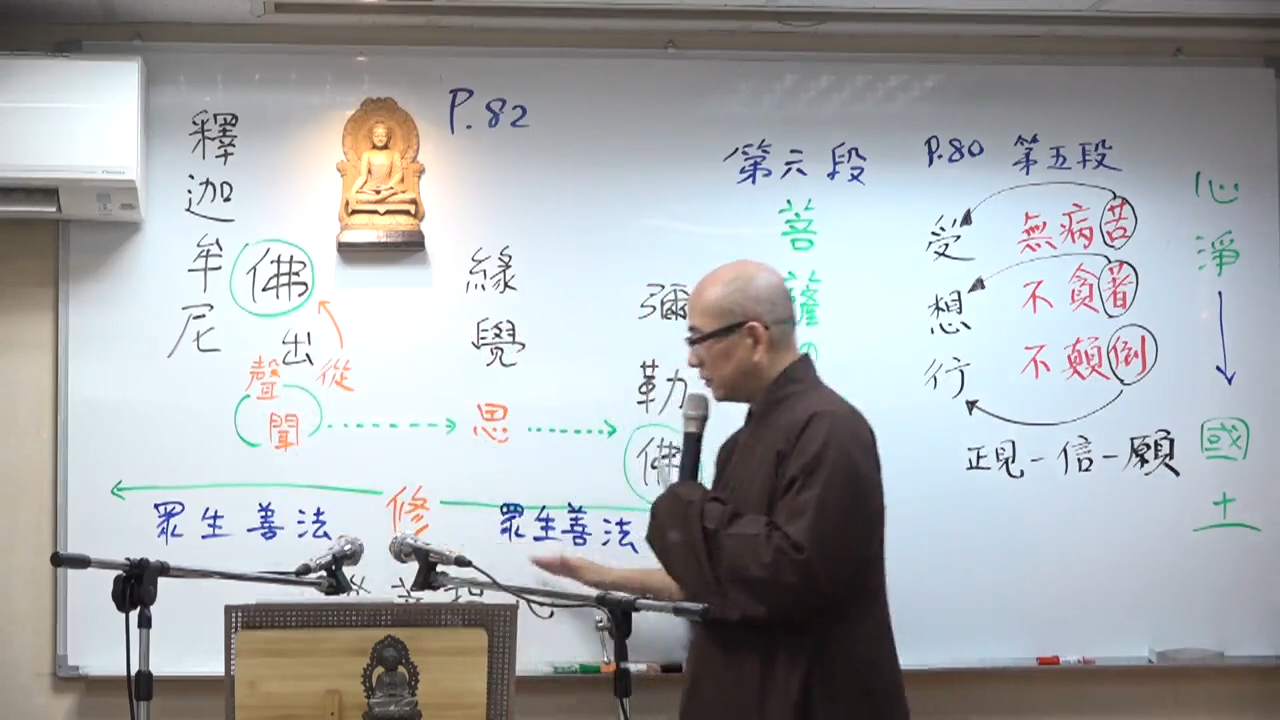 釋迦牟尼
佛
出
聲聞
從
P.82
緣覺
思
彌勒
佛
修
眾生善法
眾生善法
第六段
菩薩
P.80 第五段
受 無病苦
想 不貪著
行 不顛倒
正見－信－願
心淨
國土